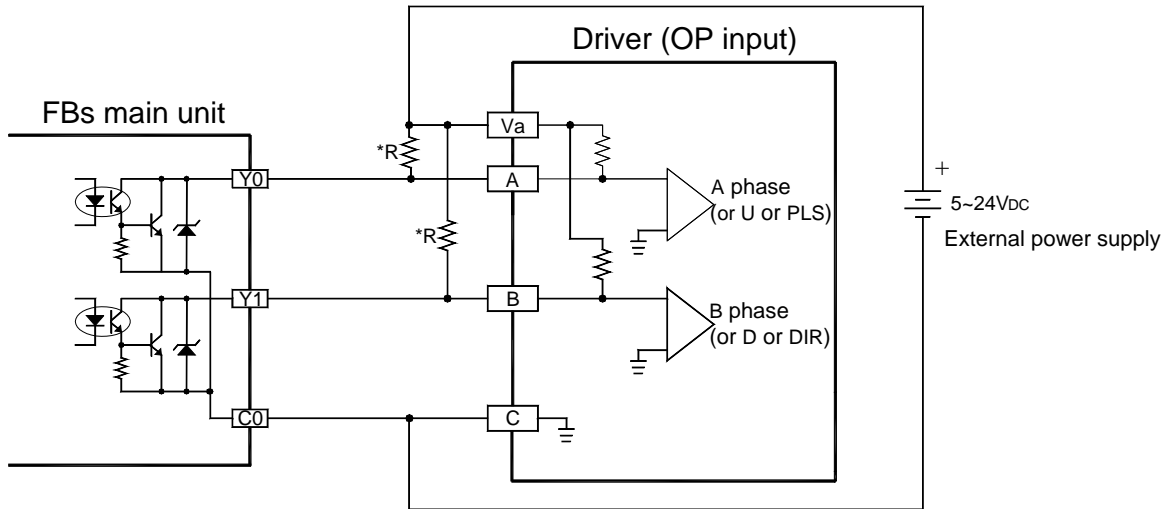 Driver (OP input)
FBs main unit
Va
*R
Y0
A
A phase
(or U or PLS)
+
5~24VDC
External power supply
*R
Y1
B
B phase
(or D or DIR)
C0
C